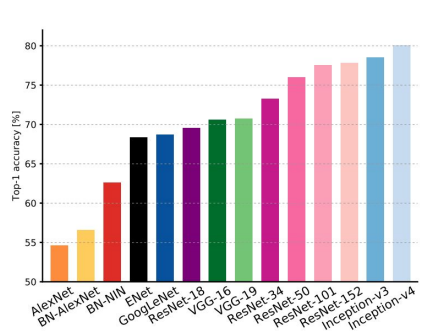 Top-1 accuracy [%]
80
75
70
65
60
55
50
AlexNet
BN-AlexNet
BN-NIN
ENet
GoogLeNet
ResNet-18
VGG-16
VGG-19
ResNet-34
ResNet-50
ResNet-101
ResNet-152
Inception-v3
Inception-v4